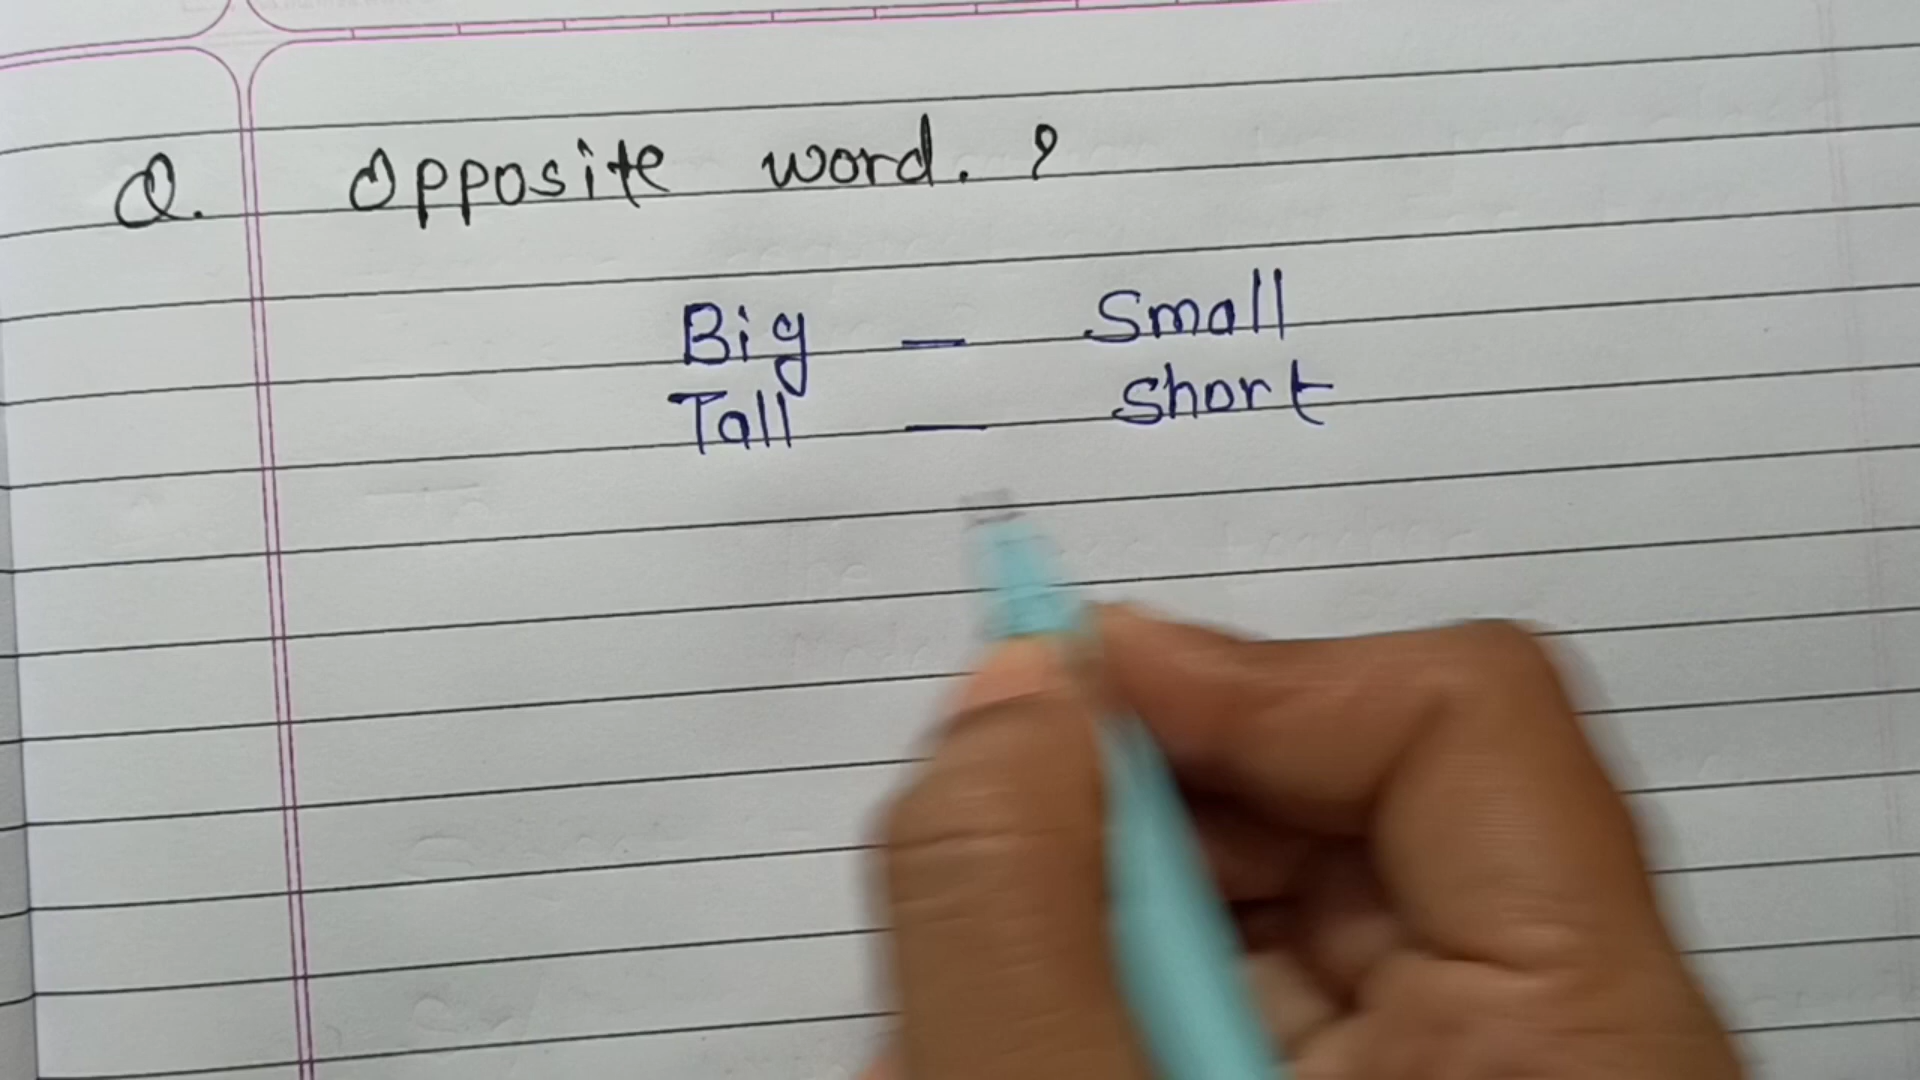 Q. Opposite word. ?
Big — Small
Tall — Short